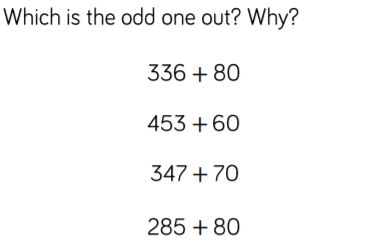 Which is the odd one out? Why?
336 + 80
453 + 60
347 + 70
285 + 80